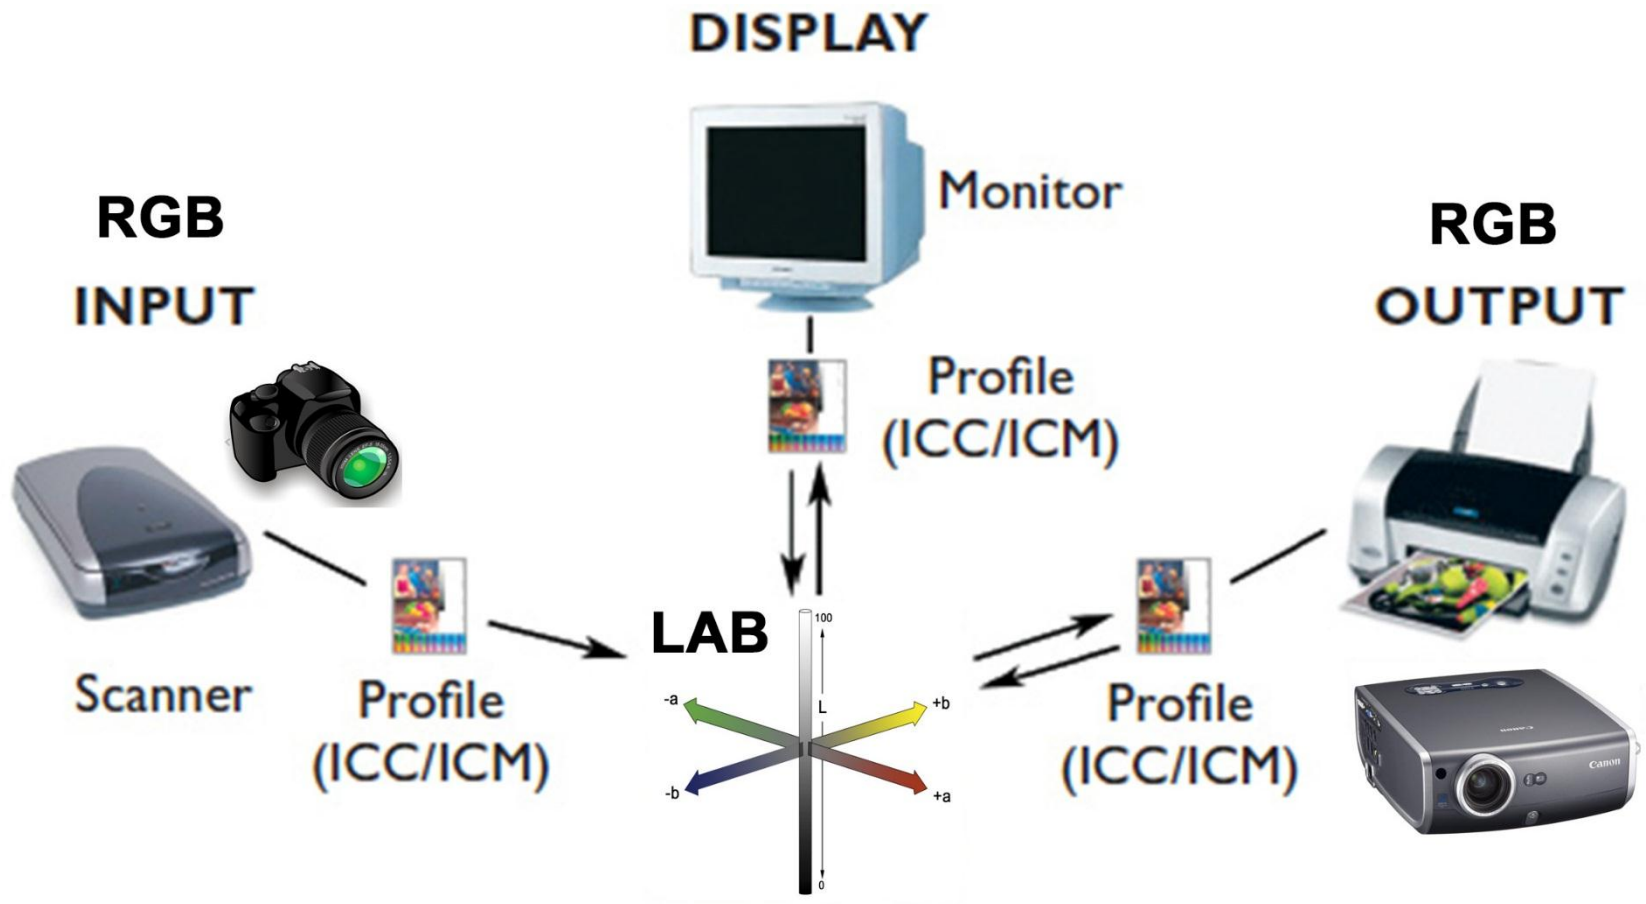 DISPLAY
Monitor
RGB
INPUT
RGB
OUTPUT
Profile
(ICC/ICM)
Scanner
Profile
(ICC/ICM)
LAB
100
L
0
-a
+b
-b
+a
Profile
(ICC/ICM)
Canon
Canon